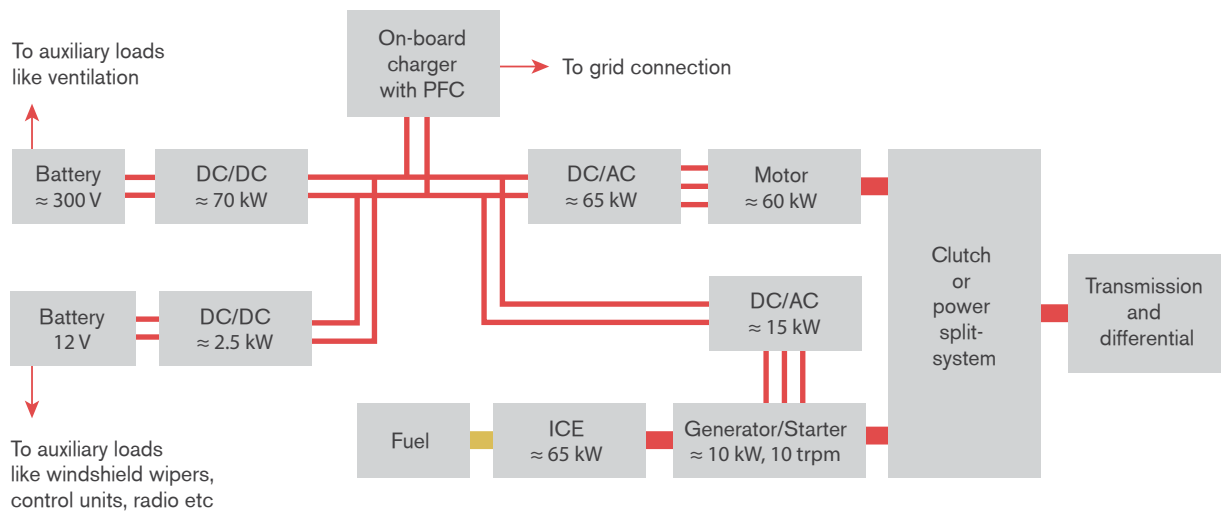 To auxiliary loads
like ventilation
On-board
charger
with PFC
To grid connection
Battery
≈ 300 V
DC/DC
≈ 70 kW
DC/AC
≈ 65 kW
Motor
≈ 60 kW
Clutch
or
power
split-
system
Transmission
and
differential
Battery
12 V
DC/DC
≈ 2.5 kW
DC/AC
≈ 15 kW
Fuel
ICE
≈ 65 kW
Generator/Starter
≈ 10 kW, 10 trpm
To auxiliary loads
like windshield wipers,
control units, radio etc